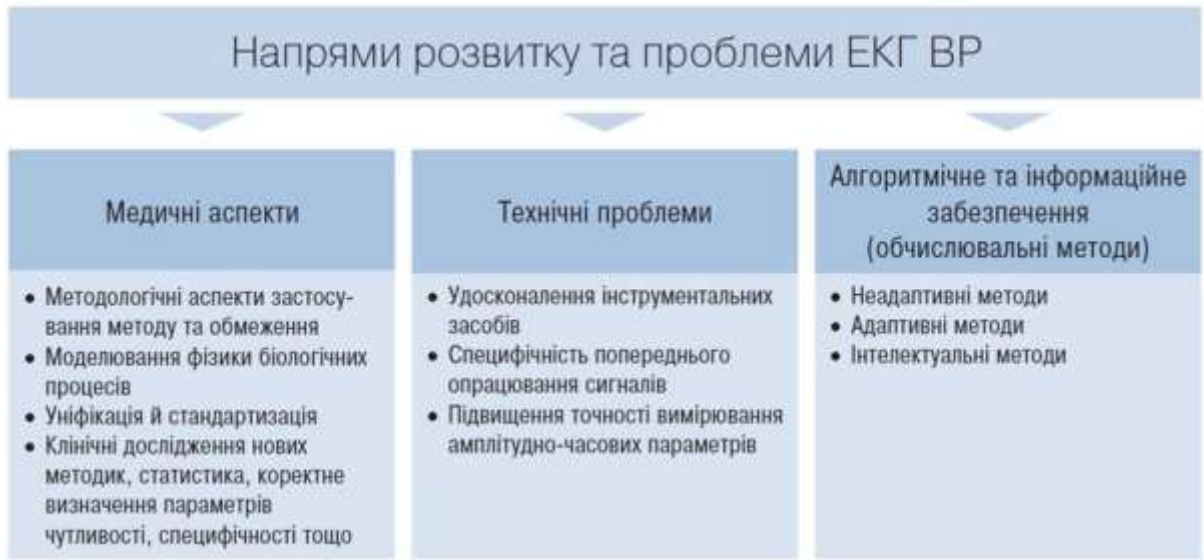 Напрями розвитку та проблеми ЕКГ ВР
Медичні аспекти
• Методологічні аспекти застосу-
вання методу та обмеження
• Моделювання фізики біологічних
процесів
• Уніфікація й стандартизація
• Клінічні дослідження нових
методик, статистика, коректне
визначення параметрів
чутливості, специфічності тощо
Технічні проблеми
• Удосконалення інструментальних
засобів
• Специфічність попереднього
опрацювання сигналів
• Підвищення точності вимірювання
амплітудно-часових параметрів
Алгоритмічне та інформаційне
забезпечення
(обчислювальні методи)
• Неадаптивні методи
• Адаптивні методи
• Інтелектуальні методи